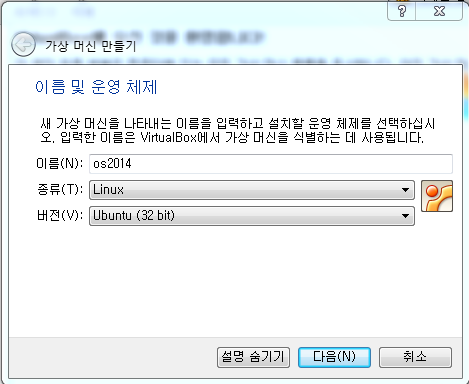 가상 머신 만들기
이름 및 운영 체제
새 가상 머신을 나타내는 이름을 입력하고 설치할 운영 체제를 선택하십시
오. 입력한 이름은 VirtualBox에서 가상 머신을 식별하는 데 사용됩니다.
이름(N): os2014
종류(T): Linux
버전(V): Ubuntu (32 bit)
설명 숨기기 다음(N) 취소